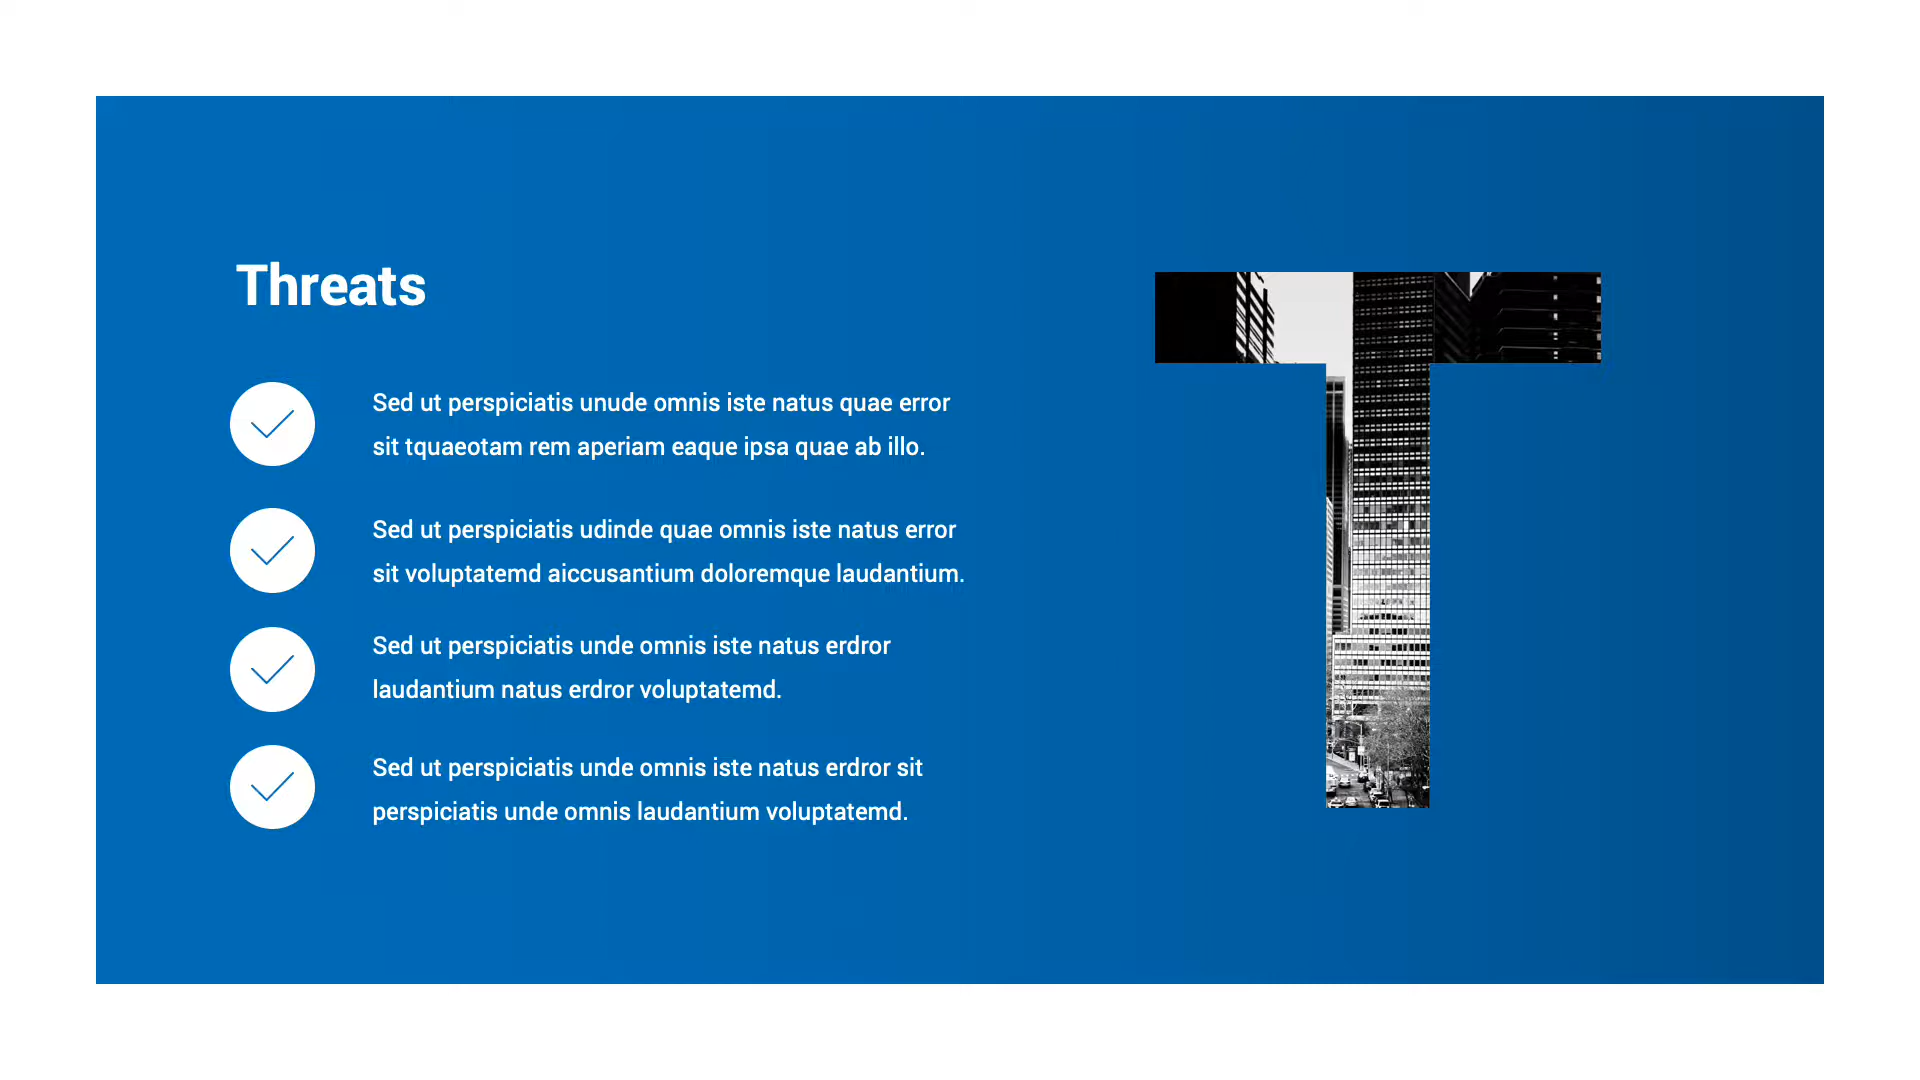 Threats
Sed ut perspiciatis unude omnis iste natus quae error
sit tquaeotam rem aperiam eaque ipsa quae ab illo.
Sed ut perspiciatis udinde quae omnis iste natus error
sit voluptatemd aiccusantium doloremque laudantium.
Sed ut perspiciatis unde omnis iste natus erdror
laudantium natus erdror voluptatemd.
Sed ut perspiciatis unde omnis iste natus erdror sit
perspiciatis unde omnis laudantium voluptatemd.
T